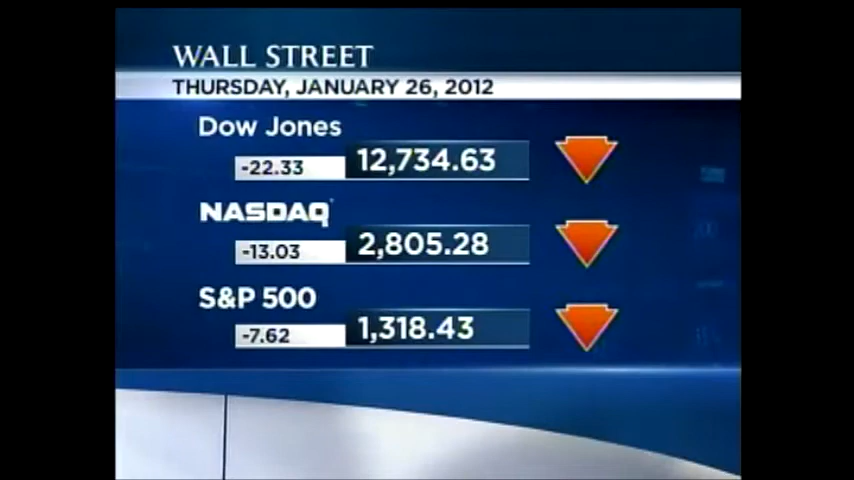 WALL STREET
THURSDAY, JANUARY 26, 2012
Dow Jones
-22.33 12,734.63
NASDAQ
-13.03 2,805.28
S&P 500
-7.62 1,318.43